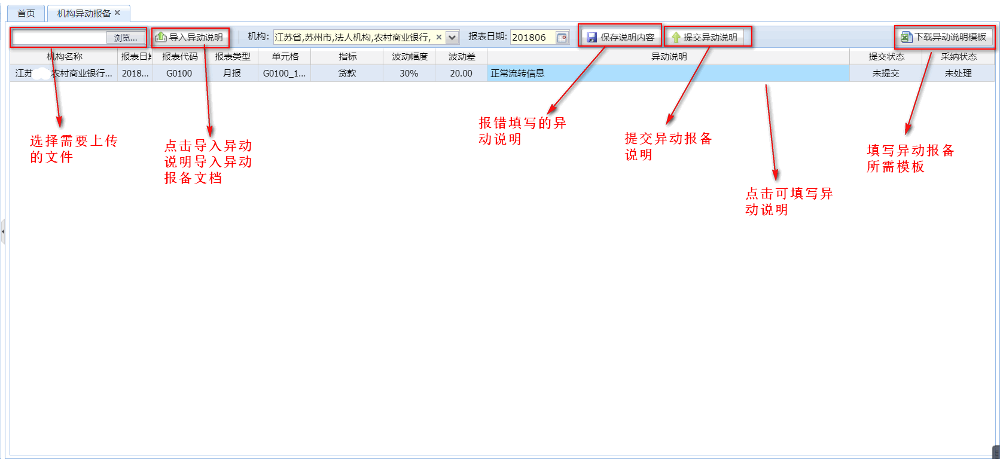 首页 机构异动报备
浏览... 导入异动说明 机构: 江苏省,苏州市,法人机构,农村商业银行, 报表日期: 201806 保存说明内容 提交异动说明 下载异动说明模板
机构名称 报表日期 报表代码 报表类型 单元格 指标 波动幅度 波动差 异动说明 提交状态 采纳状态
江苏 农村商业银行... 2018... G0100 月报 G0100_1... 贷款 30% 20.00 正常流转信息 未提交 未处理
选择需要上传
的文件
点击导入异动
说明导入异动
报备文档
报错填写的异
动说明
提交异动报备
说明
点击可填写异
动说明
填写异动报备
所需模板